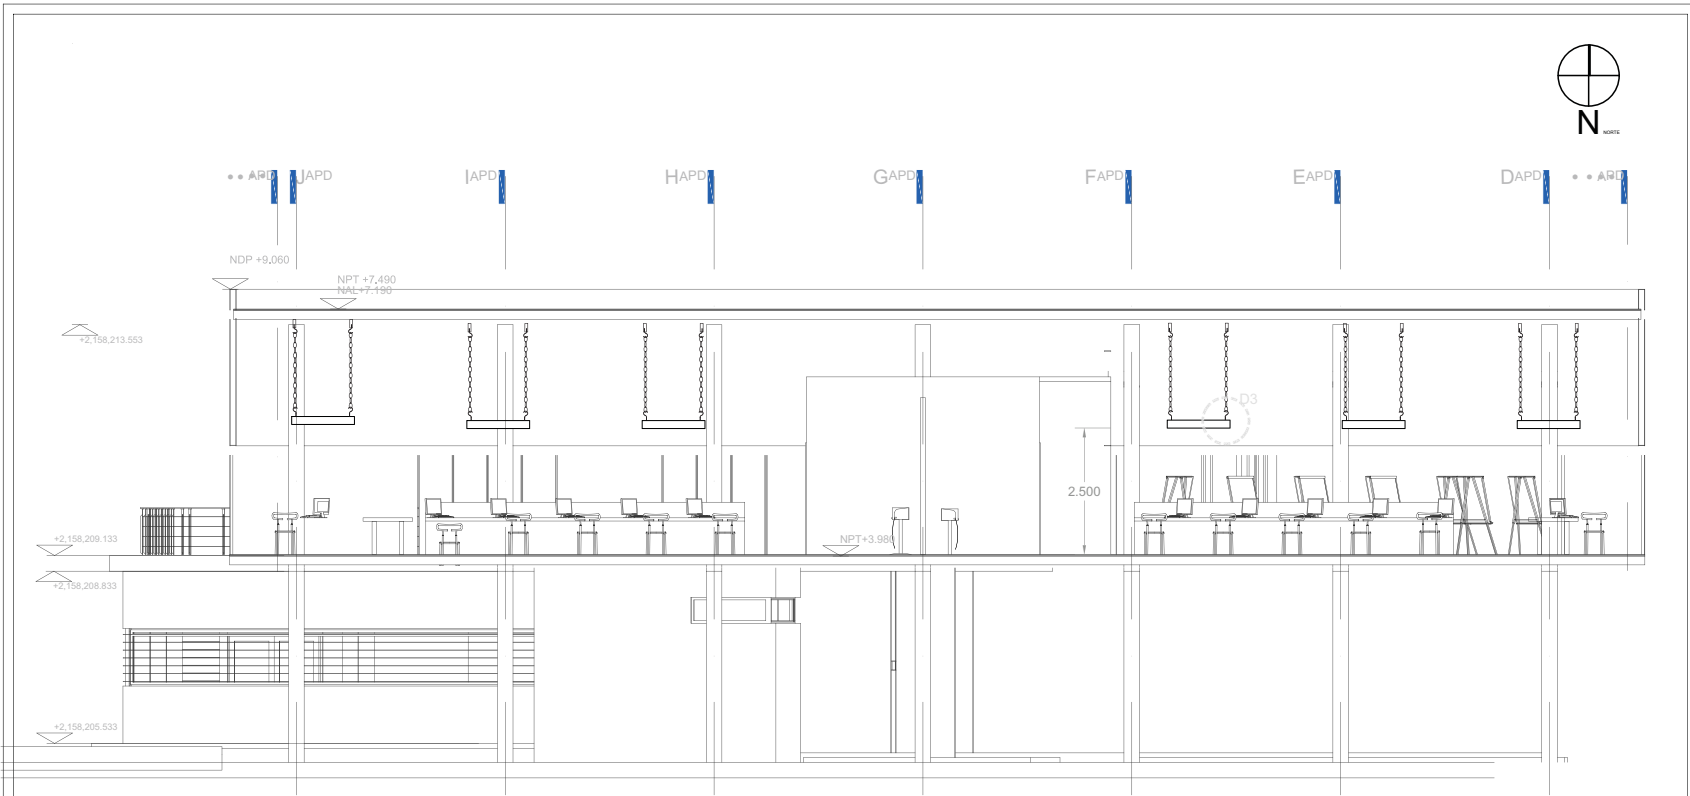 N NORTE
APD JAPD IAPD HAPD GAPD FAPD EAPD DAPD APD
NDP +9.060
NPT +7.490
NAL+7.190
+2,158,213.553
D3
2.500
+2,158,209.133
NPT+3.980
+2,158,208.833
+2,158,205.533